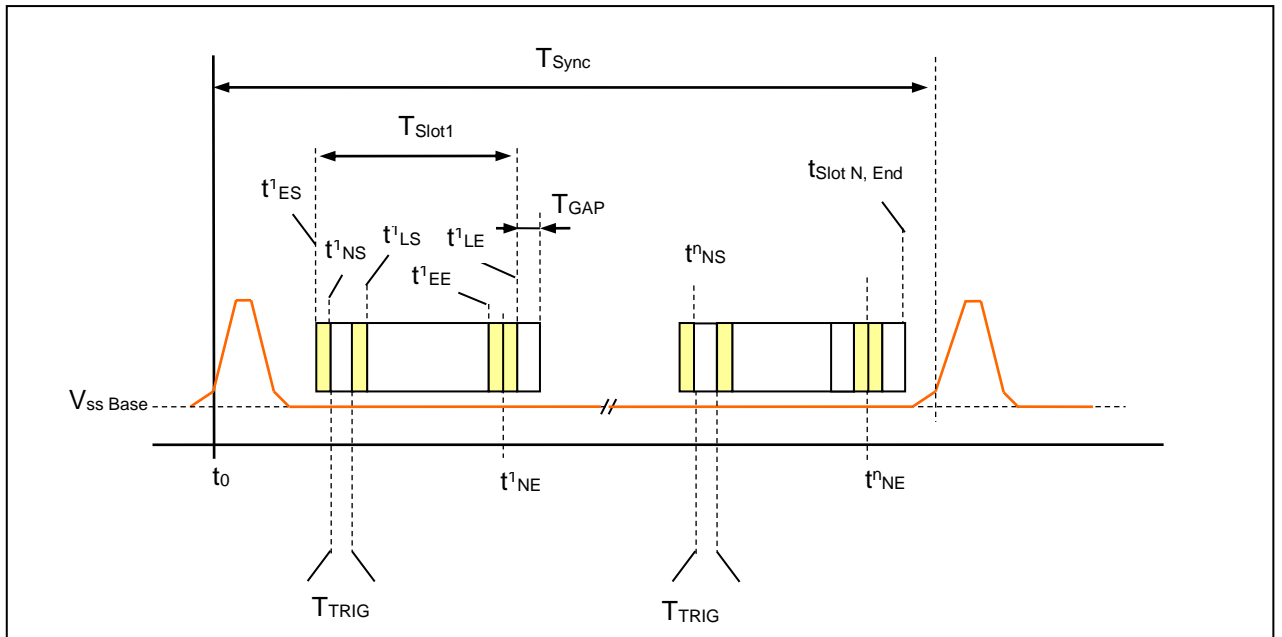 TSync
TSlot1
tSlot N, End
t¹ES
TGAP
t¹NS
t¹LS
t¹LE
tⁿNS
t¹EE
Vss Base
t0
t¹NE
tⁿNE
TTRIG
TTRIG